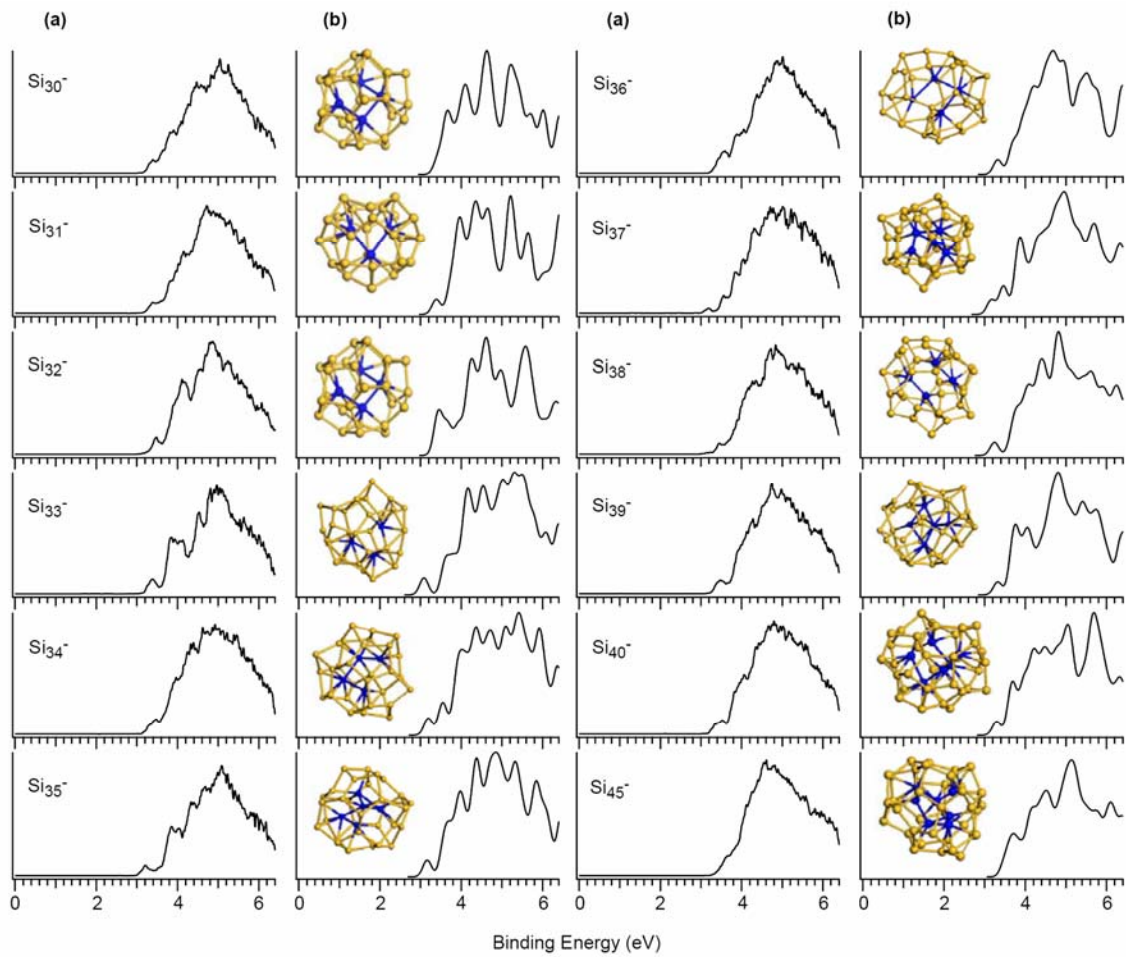 (a) (b) (a) (b)
Si30- Si36-
Si31- Si37-
Si32- Si38-
Si33- Si39-
Si34- Si40-
Si35- Si45-
0 2 4 6 0 2 4 6 0 2 4 6 0 2 4 6
Binding Energy (eV)